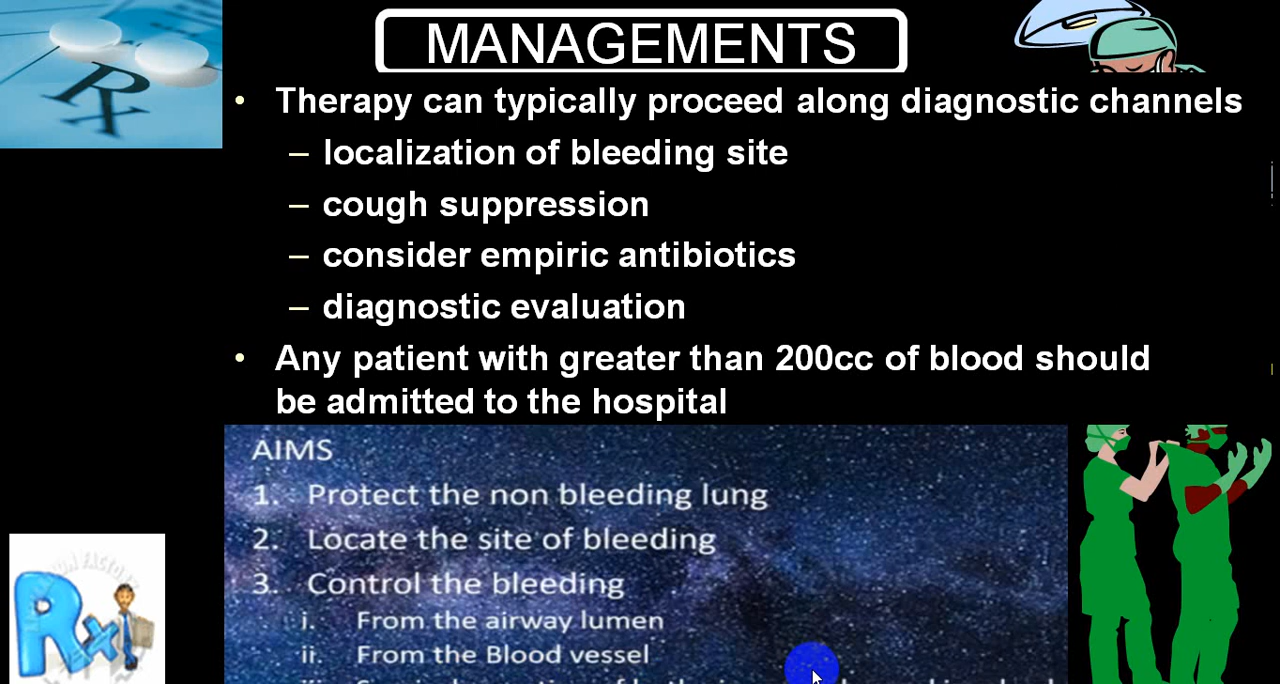 MANAGEMENTS
• Therapy can typically proceed along diagnostic channels
– localization of bleeding site
– cough suppression
– consider empiric antibiotics
– diagnostic evaluation
• Any patient with greater than 200cc of blood should
be admitted to the hospital
AIMS
1. Protect the non bleeding lung
2. Locate the site of bleeding
3. Control the bleeding
i. From the airway lumen
ii. From the Blood vessel
Rx
Rx